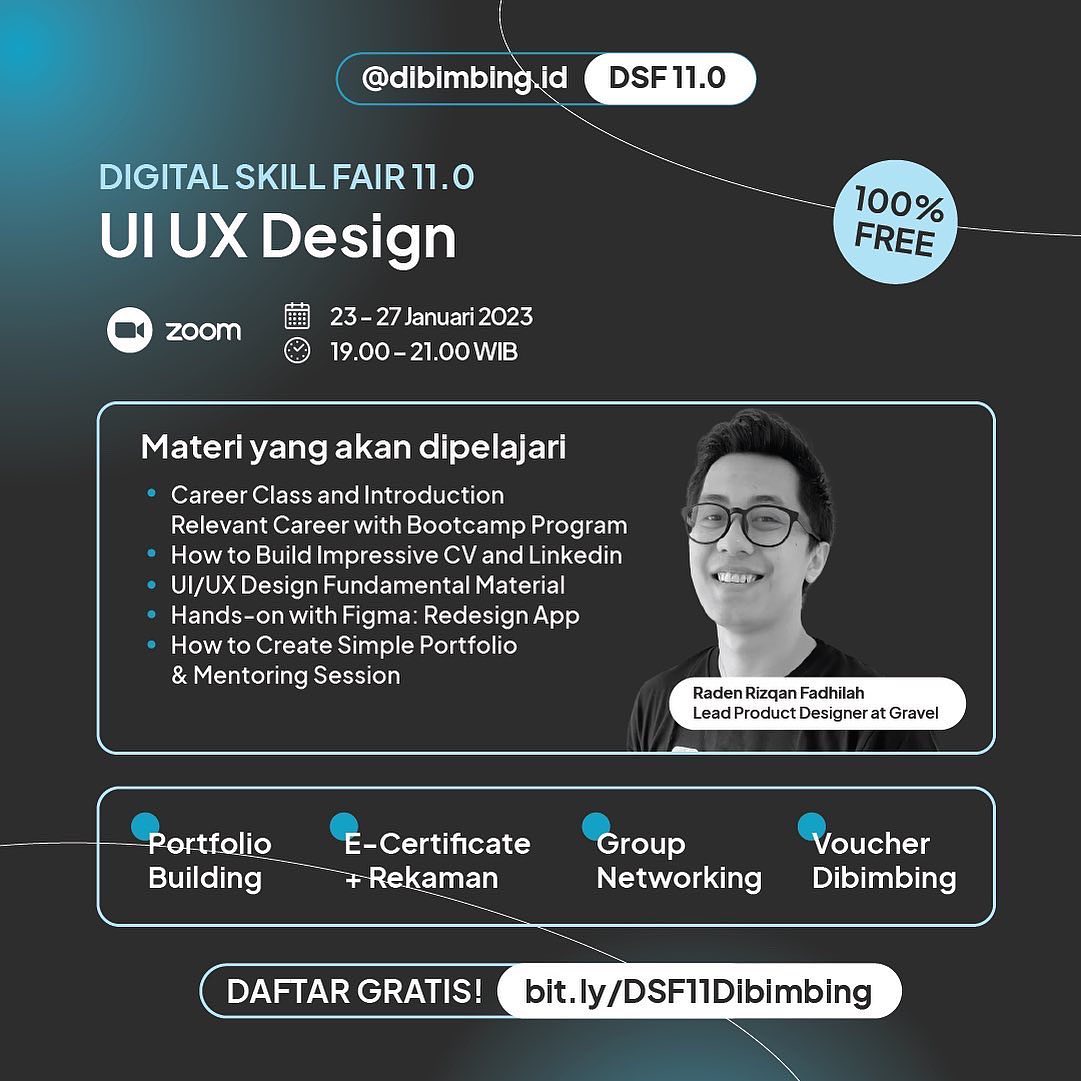 @dibimbing.id DSF 11.0
DIGITAL SKILL FAIR 11.0
UI UX Design
100%
FREE
zoom
23 – 27 Januari 2023
19.00 – 21.00 WIB
Materi yang akan dipelajari
Career Class and Introduction
Relevant Career with Bootcamp Program
How to Build Impressive CV and Linkedin
UI/UX Design Fundamental Material
Hands-on with Figma: Redesign App
How to Create Simple Portfolio
& Mentoring Session
Raden Rizqan Fadhilah
Lead Product Designer at Gravel
Portfolio
Building
E-Certificate
+ Rekaman
Group
Networking
Voucher
Dibimbing
DAFTAR GRATIS! bit.ly/DSF11Dibimbing